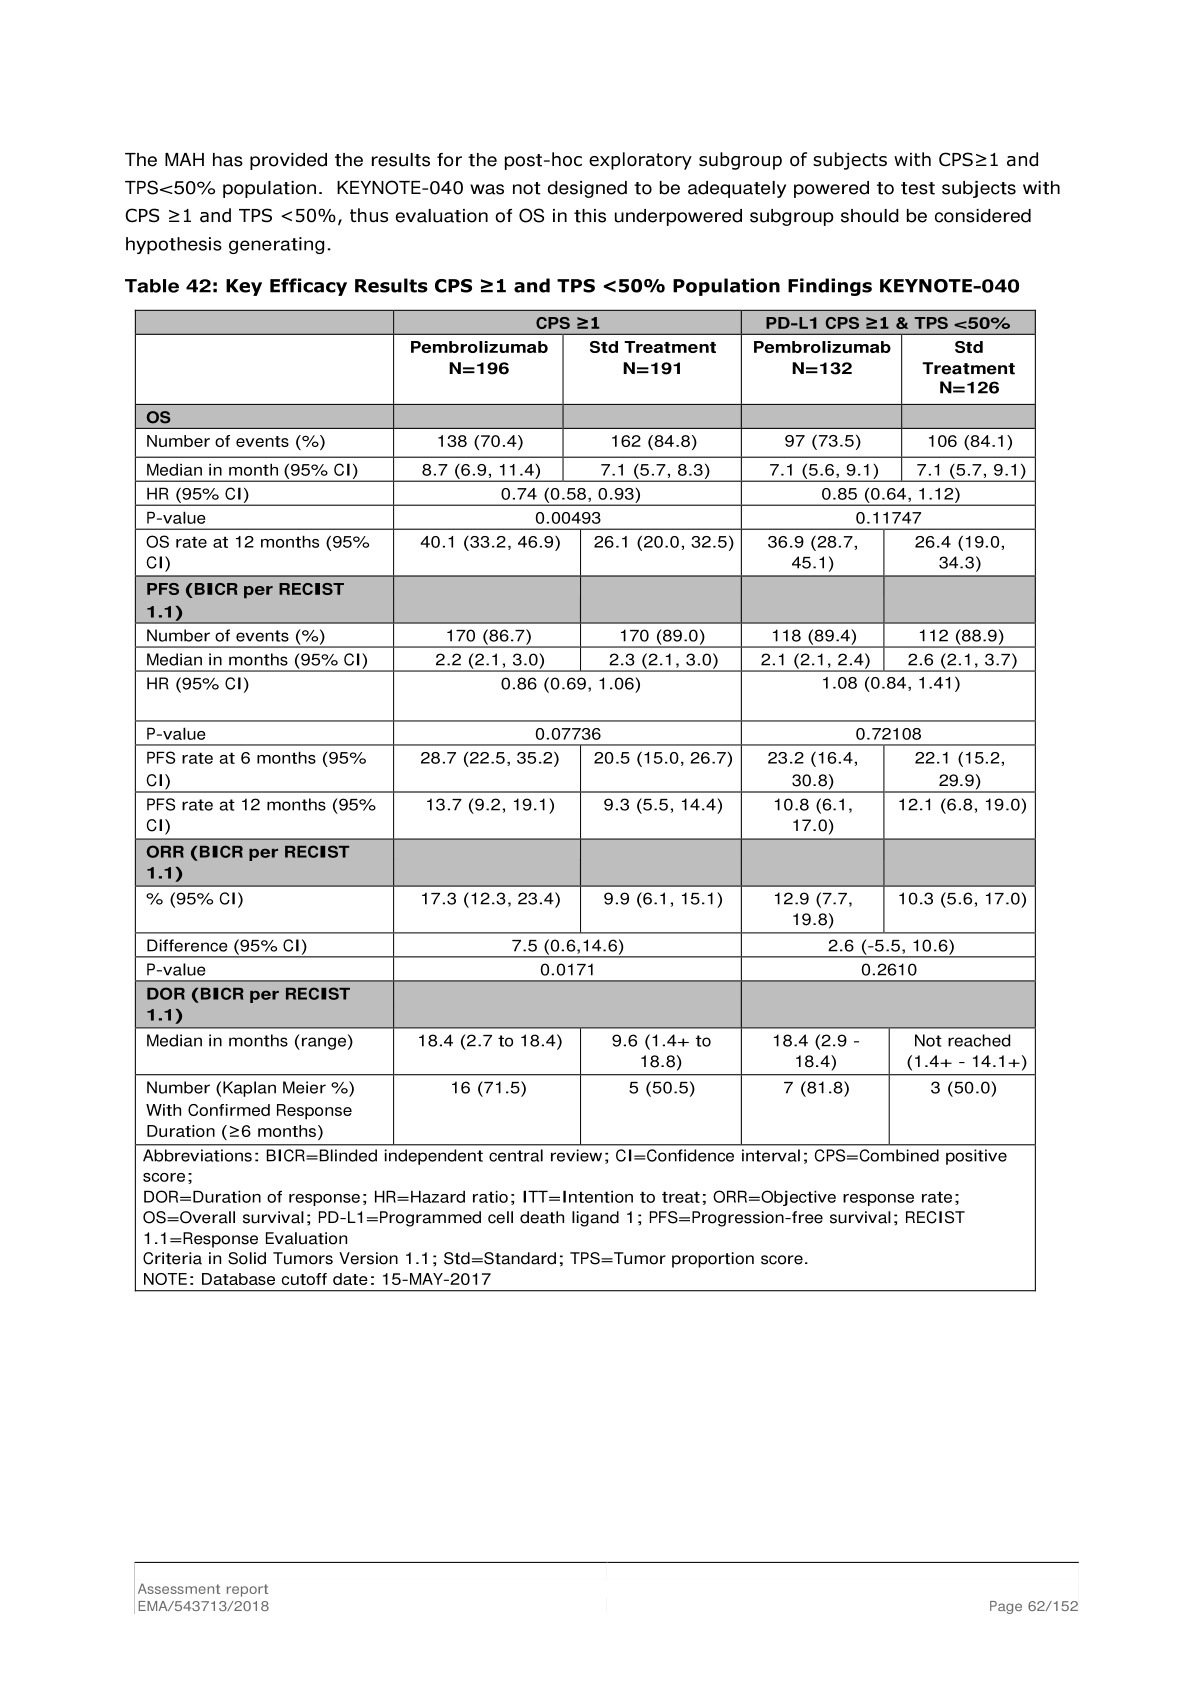 The MAH has provided the results for the post-hoc exploratory subgroup of subjects with CPS≥1 and
TPS<50% population.  KEYNOTE-040 was not designed to be adequately powered to test subjects with
CPS ≥1 and TPS <50%, thus evaluation of OS in this underpowered subgroup should be considered
hypothesis generating.
Table 42: Key Efficacy Results CPS ≥1 and TPS <50% Population Findings KEYNOTE-040
CPS ≥1 PD-L1 CPS ≥1 & TPS <50%
Pembrolizumab Std Treatment Pembrolizumab Std
N=196 N=191 N=132 Treatment
N=126
OS
Number of events (%) 138 (70.4) 162 (84.8) 97 (73.5) 106 (84.1)
Median in month (95% CI) 8.7 (6.9, 11.4) 7.1 (5.7, 8.3) 7.1 (5.6, 9.1) 7.1 (5.7, 9.1)
HR (95% CI) 0.74 (0.58, 0.93) 0.85 (0.64, 1.12)
P-value 0.00493 0.11747
OS rate at 12 months (95% 40.1 (33.2, 46.9) 26.1 (20.0, 32.5) 36.9 (28.7, 26.4 (19.0,
CI) 45.1) 34.3)
PFS (BICR per RECIST
1.1)
Number of events (%) 170 (86.7) 170 (89.0) 118 (89.4) 112 (88.9)
Median in months (95% CI) 2.2 (2.1, 3.0) 2.3 (2.1, 3.0) 2.1 (2.1, 2.4) 2.6 (2.1, 3.7)
HR (95% CI) 0.86 (0.69, 1.06) 1.08 (0.84, 1.41)
P-value 0.07736 0.72108
PFS rate at 6 months (95% 28.7 (22.5, 35.2) 20.5 (15.0, 26.7) 23.2 (16.4, 22.1 (15.2,
CI) 30.8) 29.9)
PFS rate at 12 months (95% 13.7 (9.2, 19.1) 9.3 (5.5, 14.4) 10.8 (6.1, 12.1 (6.8, 19.0)
CI) 17.0)
ORR (BICR per RECIST
1.1)
% (95% CI) 17.3 (12.3, 23.4) 9.9 (6.1, 15.1) 12.9 (7.7, 10.3 (5.6, 17.0)
19.8)
Difference (95% CI) 7.5 (0.6,14.6) 2.6 (-5.5, 10.6)
P-value 0.0171 0.2610
DOR (BICR per RECIST
1.1)
Median in months (range) 18.4 (2.7 to 18.4) 9.6 (1.4+ to 18.4 (2.9 - Not reached
18.8) 18.4) (1.4+ - 14.1+)
Number (Kaplan Meier %) 16 (71.5) 5 (50.5) 7 (81.8) 3 (50.0)
With Confirmed Response
Duration (≥6 months)
Abbreviations: BICR=Blinded independent central review; CI=Confidence interval; CPS=Combined positive
score;
DOR=Duration of response; HR=Hazard ratio; ITT=Intention to treat; ORR=Objective response rate;
OS=Overall survival; PD-L1=Programmed cell death ligand 1; PFS=Progression-free survival; RECIST
1.1=Response Evaluation
Criteria in Solid Tumors Version 1.1; Std=Standard; TPS=Tumor proportion score.
NOTE: Database cutoff date: 15-MAY-2017
Assessment report
EMA/543713/2018 Page 62/152